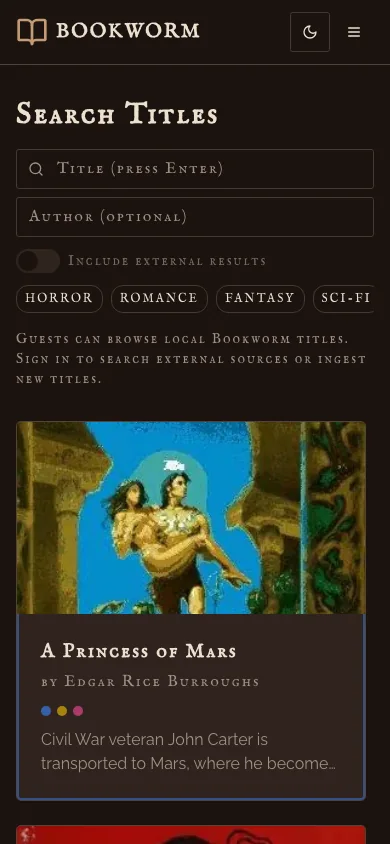 BOOKWORM
Search Titles
Title (press Enter)
Author (optional)
Include external results
HORROR ROMANCE FANTASY SCI-FI
Guests can browse local Bookworm titles.
Sign in to search external sources or ingest
new titles.
A Princess of Mars
by Edgar Rice Burroughs
Civil War veteran John Carter is
transported to Mars, where he become…